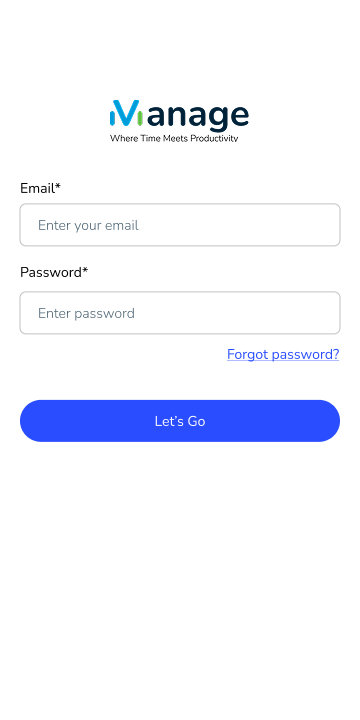 Manage
Where Time Meets Productivity
Email*
Enter your email
Password*
Enter password
Forgot password?
Let's Go